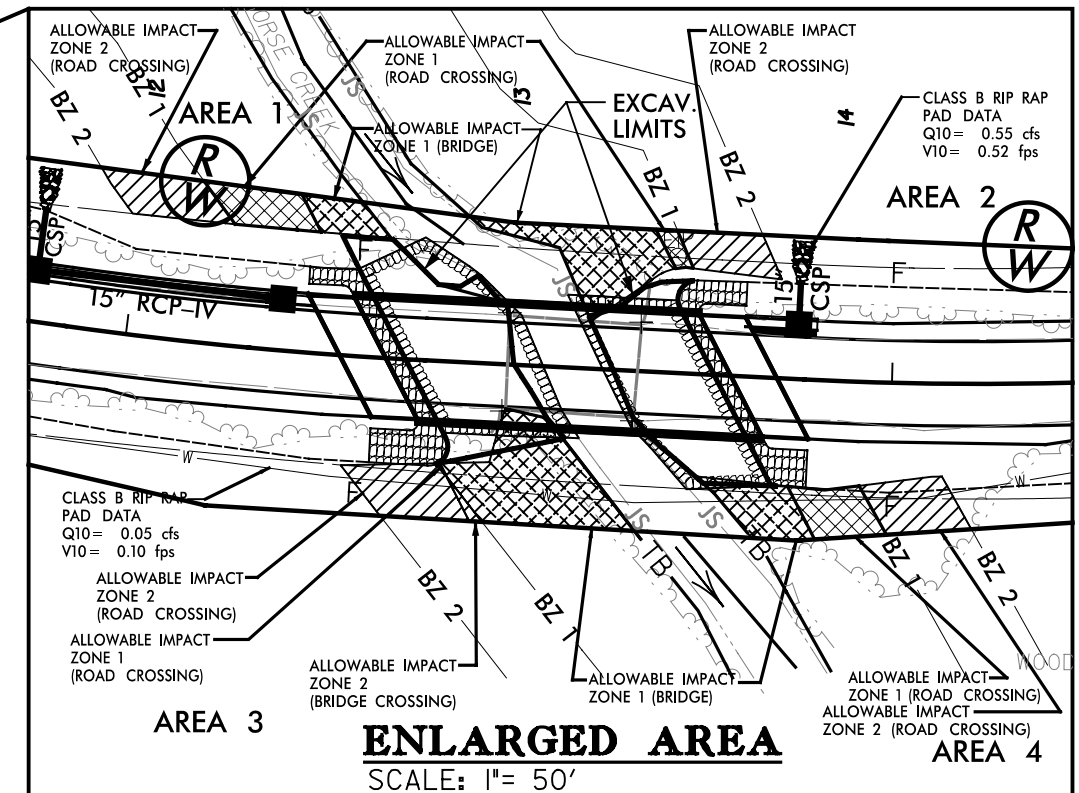 ALLOWABLE IMPACT
ZONE 2
(ROAD CROSSING)
ALLOWABLE IMPACT
ZONE 1
(ROAD CROSSING)
ALLOWABLE IMPACT
ZONE 2
(ROAD CROSSING)
CLASS B RIP RAP
PAD DATA
Q10= 0.55 cfs
V10= 0.52 fps
BZ 2
BZ 1
12
AREA 1
R
W
JS
JS
ALLOWABLE IMPACT
ZONE 1 (BRIDGE)
13
EXCAV.
LIMITS
14
BZ 1
BZ 2
AREA 2
R
W
CSP
15" RCP-IV
F
JS
15"
CSP
F
W
W
W
F
F
CLASS B RIP RAP
PAD DATA
Q10= 0.05 cfs
V10= 0.10 fps
ALLOWABLE IMPACT
ZONE 2
(ROAD CROSSING)
ALLOWABLE IMPACT
ZONE 1
(ROAD CROSSING)
BZ 2
BZ 1
JS
TB
JS
BZ 1
BZ 2
WOOD
ALLOWABLE IMPACT
ZONE 2
(BRIDGE CROSSING)
ALLOWABLE IMPACT
ZONE 1 (BRIDGE)
ALLOWABLE IMPACT
ZONE 1 (ROAD CROSSING)
ALLOWABLE IMPACT
ZONE 2 (ROAD CROSSING)
AREA 3
AREA 4
ENLARGED AREA
SCALE: 1"= 50'